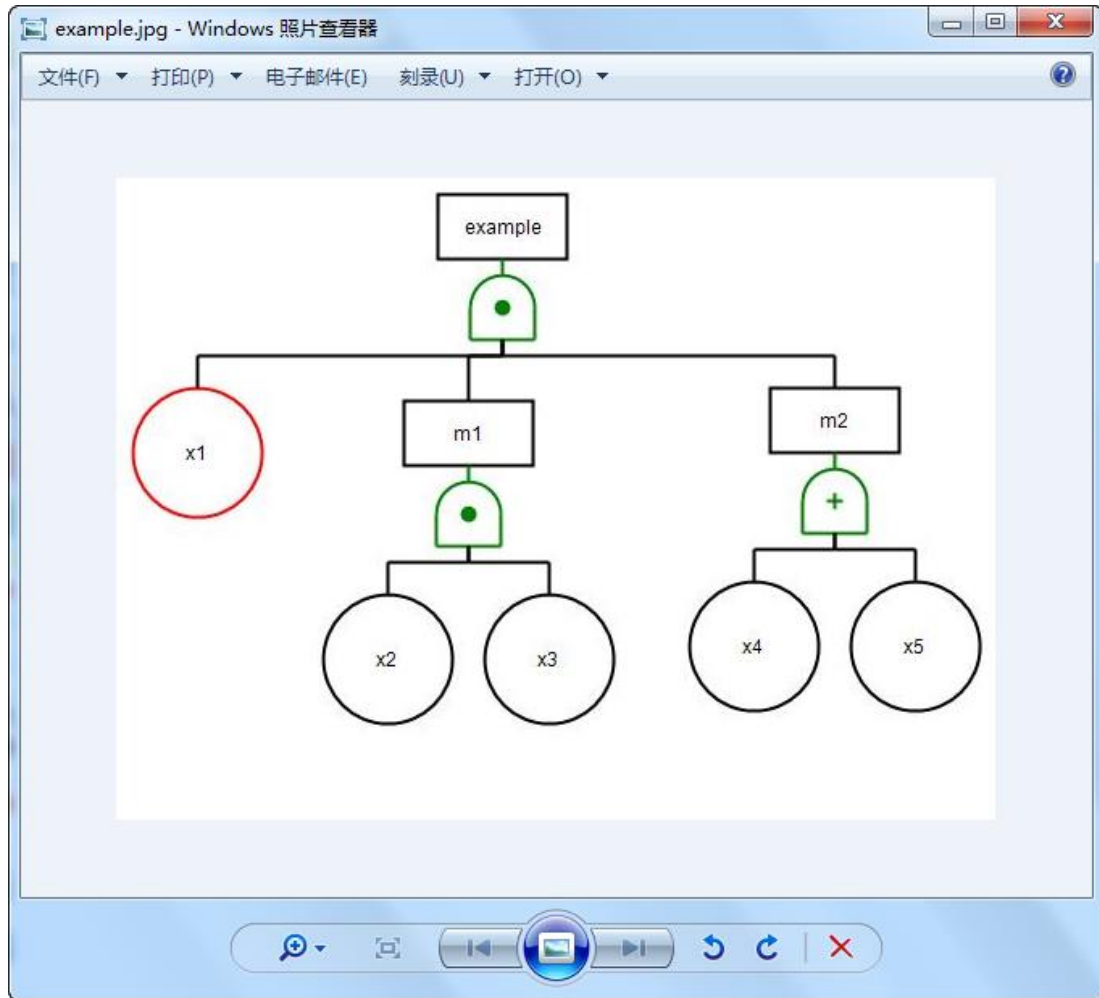 example.jpg - Windows 照片查看器
文件(F) 打印(P) 电子邮件(E) 刻录(U) 打开(O)
example
x1
m1
m2
+
x2
x3
x4
x5